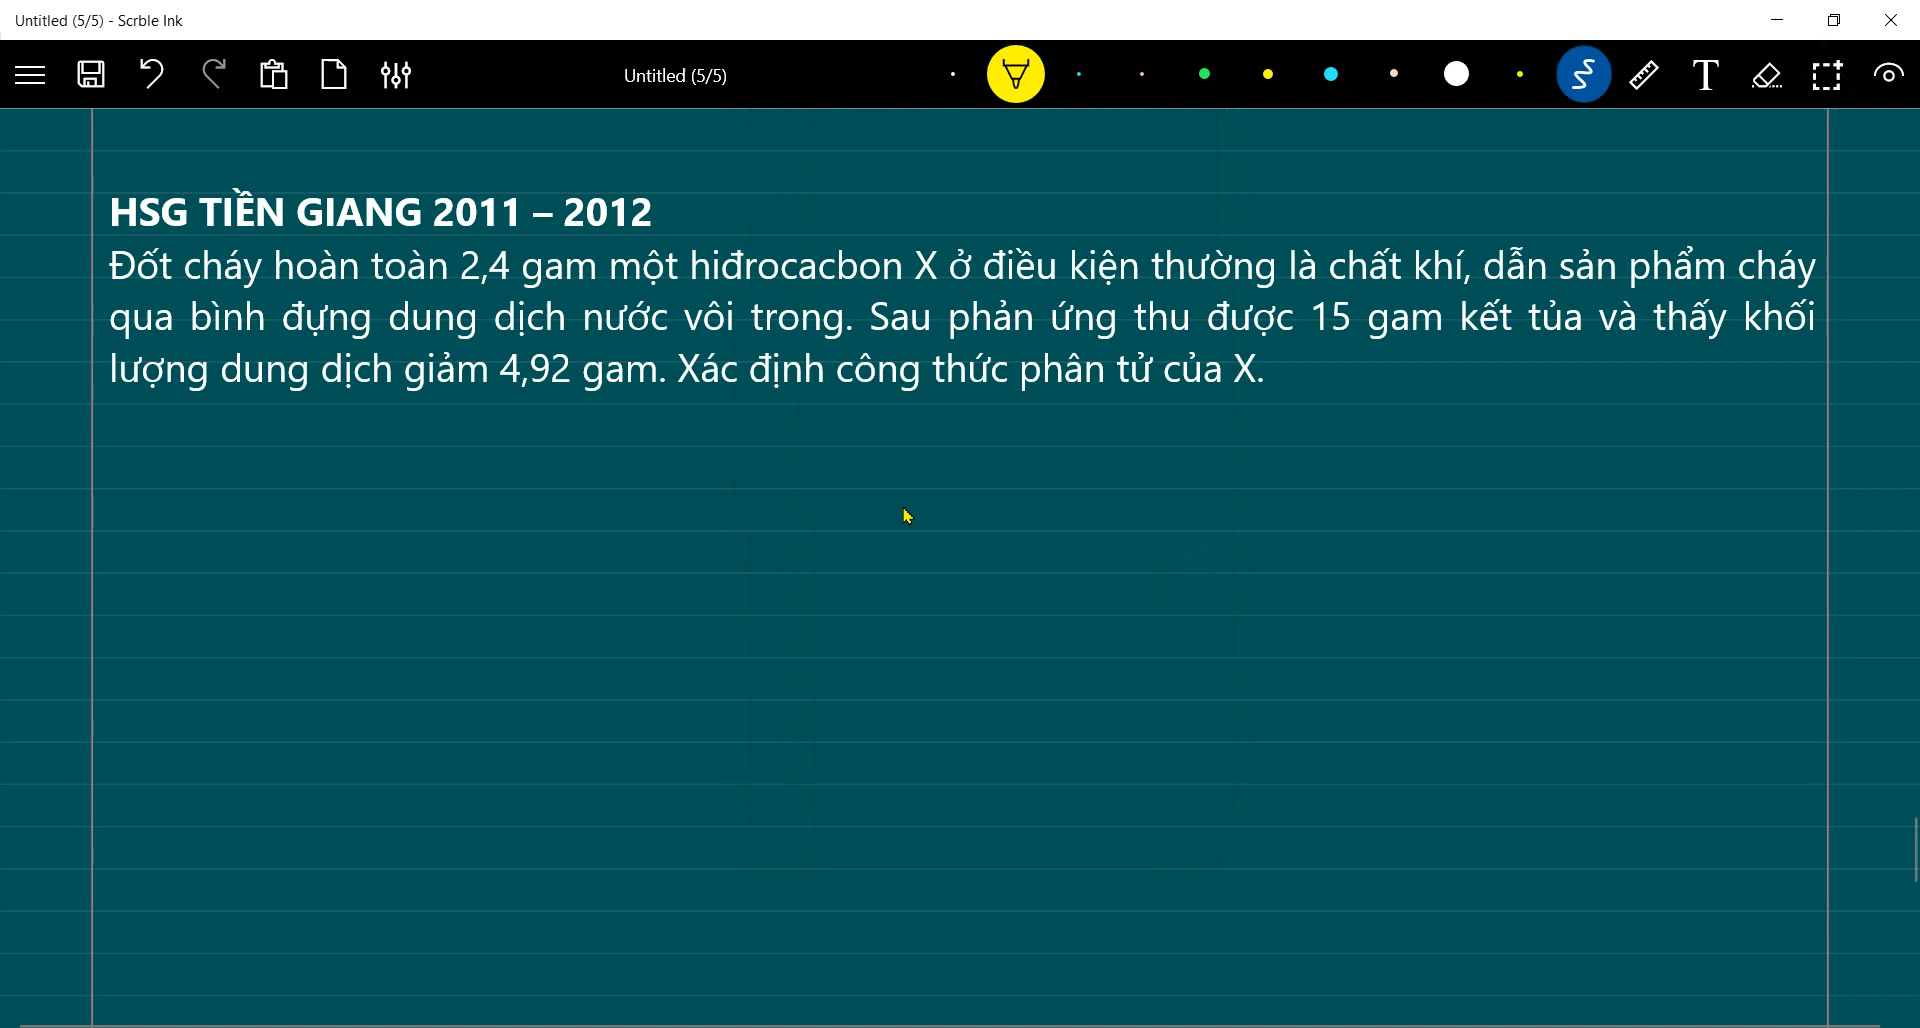 Untitled (5/5) - Scrble Ink
Untitled (5/5)
T
HSG TIỀN GIANG 2011 – 2012
Đốt cháy hoàn toàn 2,4 gam một hiđrocacbon X ở điều kiện thường là chất khí, dẫn sản phẩm cháy
qua bình đựng dung dịch nước vôi trong. Sau phản ứng thu được 15 gam kết tủa và thấy khối
lượng dung dịch giảm 4,92 gam. Xác định công thức phân tử của X.